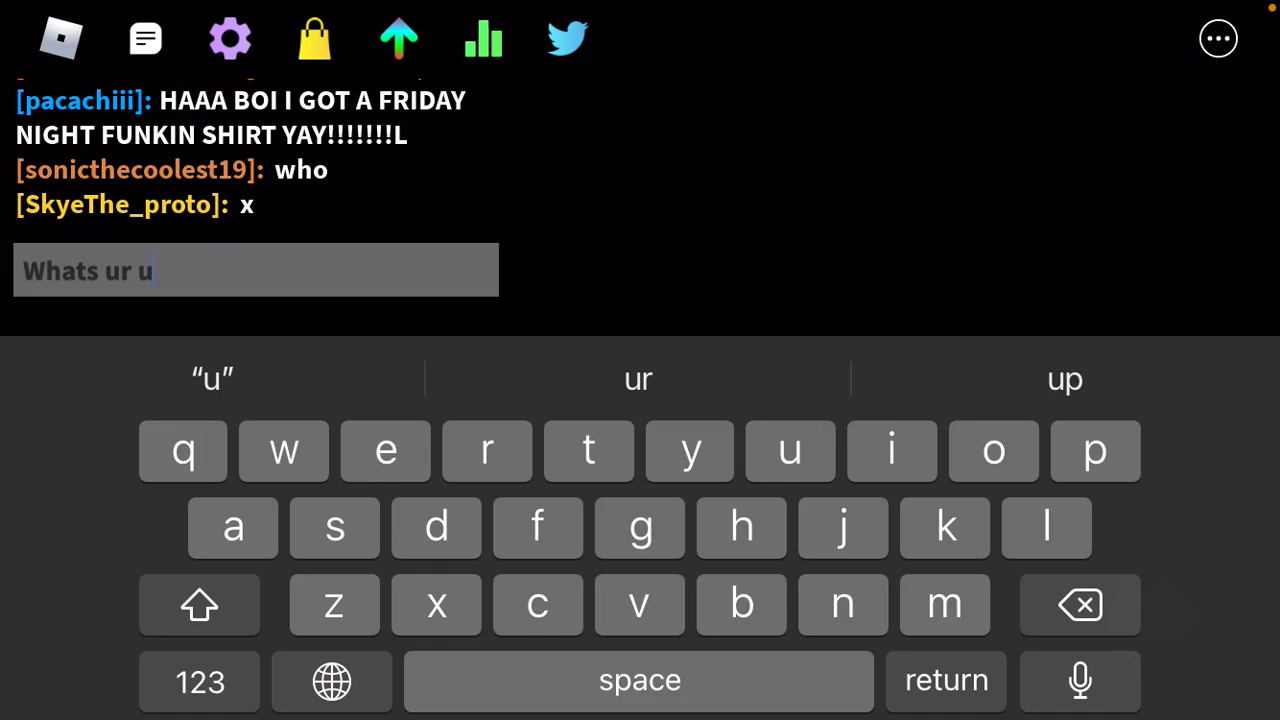 [pacachiii]: HAAA BOI I GOT A FRIDAY
NIGHT FUNKIN SHIRT YAY!!!!!!!L
[sonicthecoolest19]: who
[SkyeThe_proto]: x
Whats ur u
“u” ur up
q w e r t y u i o p
a s d f g h j k l
z x c v b n m
123 space return